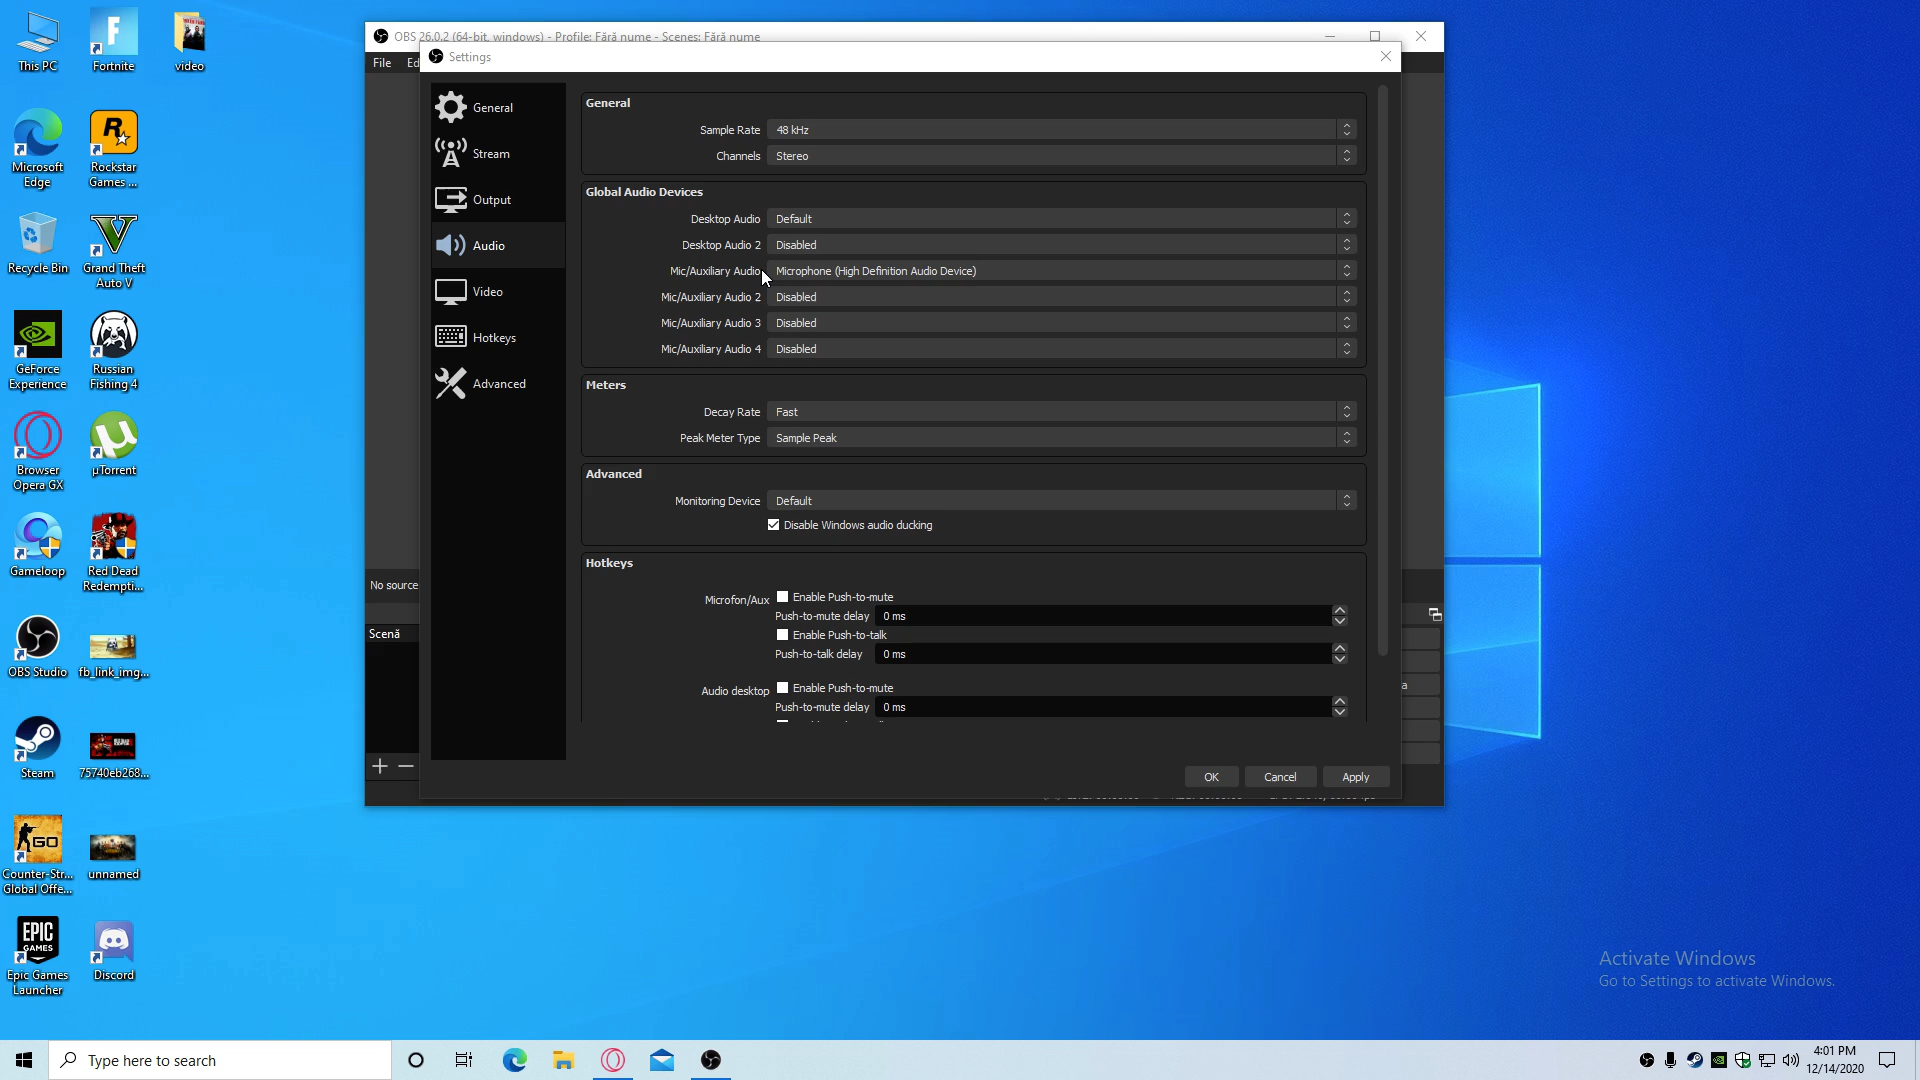 This PC
Fortnite
video
Microsoft
Edge
Rockstar
Games ...
Recycle Bin
Grand Theft
Auto V
GeForce
Experience
Russian
Fishing 4
Browser
Opera GX
µTorrent
Gameloop
Red Dead
Redempti...
OBS Studio
fb_link_img...
Steam
75740eb268...
Counter-Str...
Global Offe...
unnamed
EPIC
GAMES
Epic Games
Launcher
Discord
OBS 26.0.2 (64-bit, windows) - Profile: Fără nume - Scenes: Fără nume
File Ed
Settings
General
Stream
Output
Audio
Video
Hotkeys
Advanced
General
Sample Rate 48 kHz
Channels Stereo
Global Audio Devices
Desktop Audio Default
Desktop Audio 2 Disabled
Mic/Auxiliary Audio Microphone (High Definition Audio Device)
Mic/Auxiliary Audio 2 Disabled
Mic/Auxiliary Audio 3 Disabled
Mic/Auxiliary Audio 4 Disabled
Meters
Decay Rate Fast
Peak Meter Type Sample Peak
Advanced
Monitoring Device Default
Disable Windows audio ducking
Hotkeys
Microfon/Aux Enable Push-to-mute
Push-to-mute delay 0 ms
Enable Push-to-talk
Push-to-talk delay 0 ms
Audio desktop Enable Push-to-mute
Push-to-mute delay 0 ms
OK Cancel Apply
No source
Scenă
a
Activate Windows
Go to Settings to activate Windows.
Type here to search
4:01 PM
12/14/2020